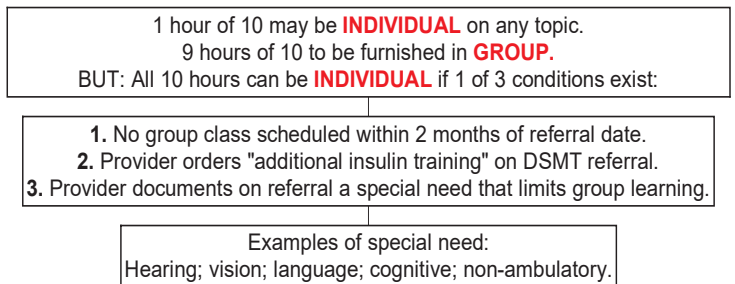 1 hour of 10 may be INDIVIDUAL on any topic.
9 hours of 10 to be furnished in GROUP.
BUT: All 10 hours can be INDIVIDUAL if 1 of 3 conditions exist:
1. No group class scheduled within 2 months of referral date.
2. Provider orders "additional insulin training" on DSMT referral.
3. Provider documents on referral a special need that limits group learning.
Examples of special need:
Hearing; vision; language; cognitive; non-ambulatory.